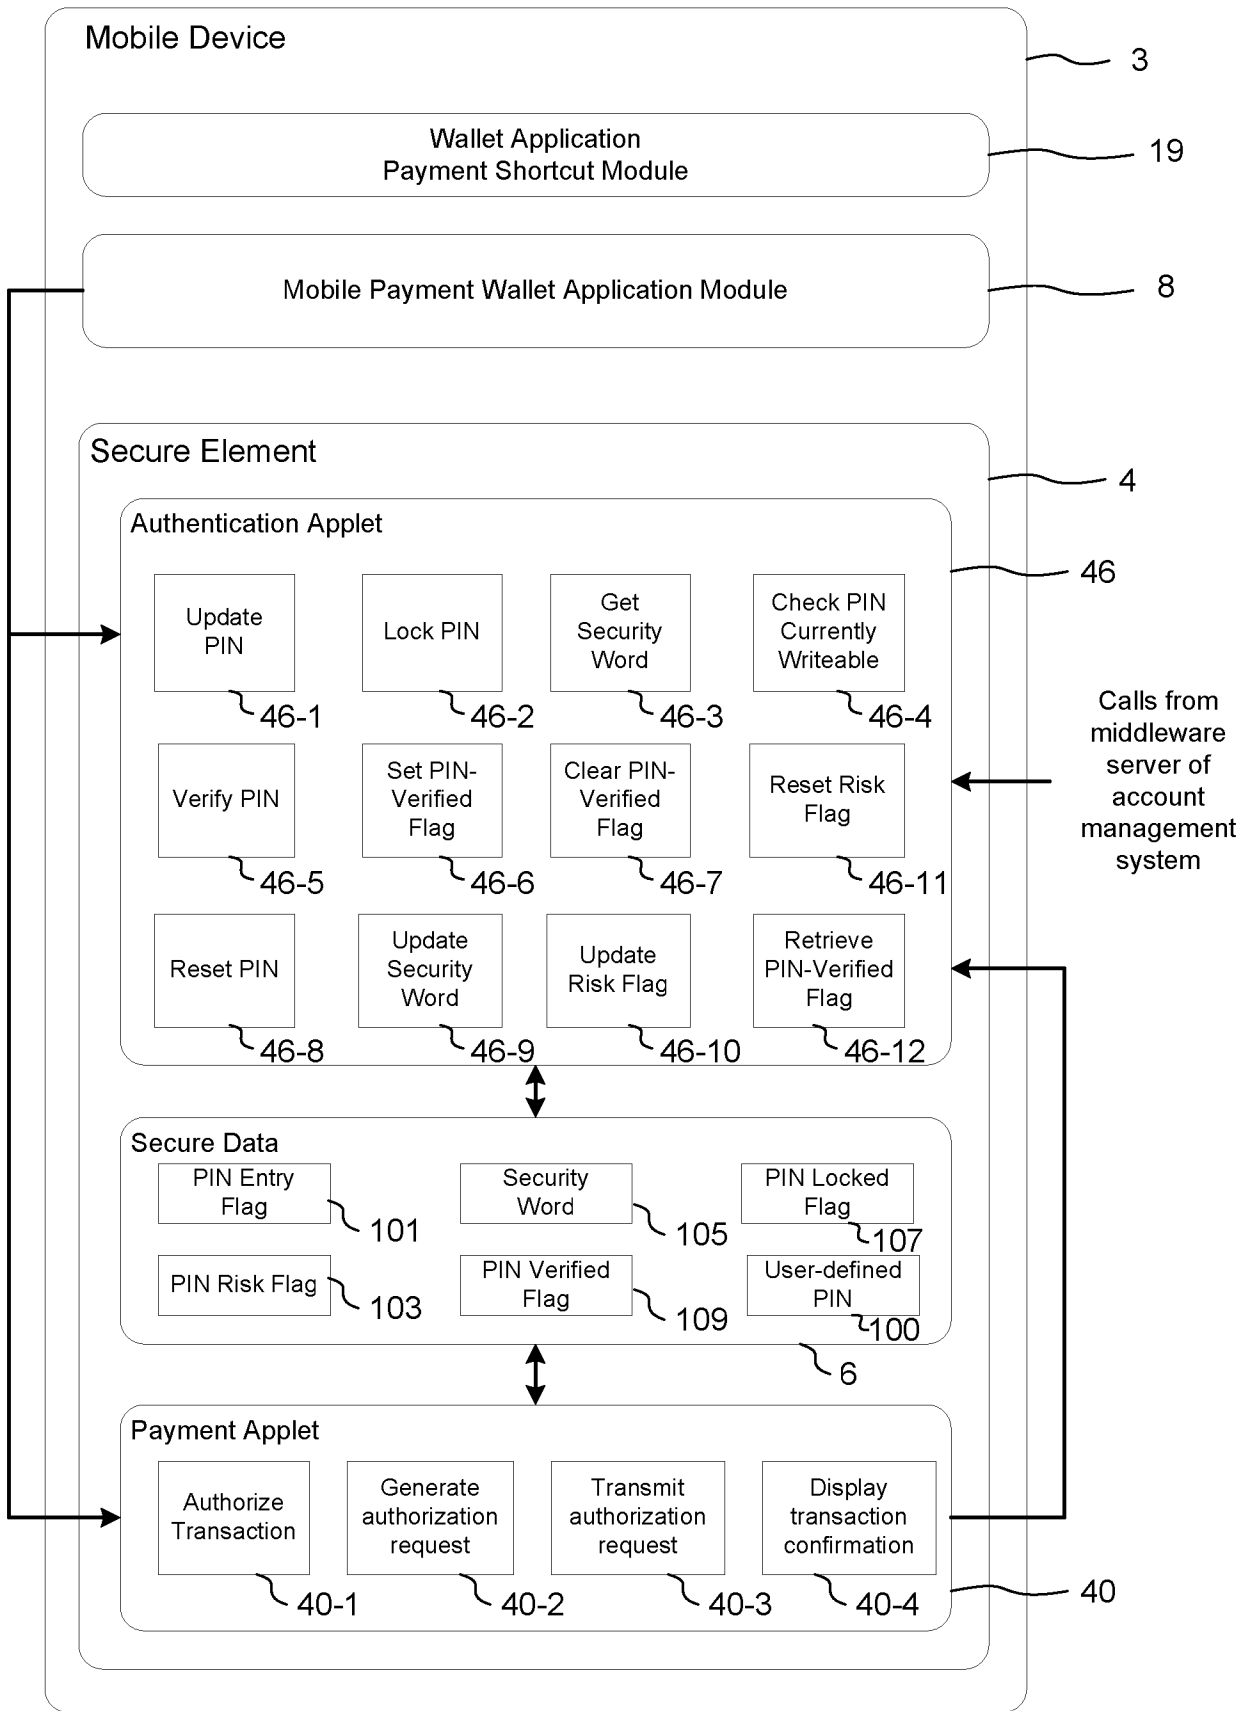 Mobile Device
3
Wallet Application
Payment Shortcut Module
19
Mobile Payment Wallet Application Module
8
Secure Element
4
Authentication Applet
46
Update
PIN
46-1
Lock PIN
46-2
Get
Security
Word
46-3
Check PIN
Currently
Writeable
46-4
Calls from
middleware
server of
account
management
system
Verify PIN
46-5
Set PIN-
Verified
Flag
46-6
Clear PIN-
Verified
Flag
46-7
Reset Risk
Flag
46-11
Reset PIN
46-8
Update
Security
Word
46-9
Update
Risk Flag
46-10
Retrieve
PIN-Verified
Flag
46-12
Secure Data
PIN Entry
Flag
101
Security
Word
105
PIN Locked
Flag
107
PIN Risk Flag
103
PIN Verified
Flag
109
User-defined
PIN
100
6
Payment Applet
Authorize
Transaction
40-1
Generate
authorization
request
40-2
Transmit
authorization
request
40-3
Display
transaction
confirmation
40-4
40